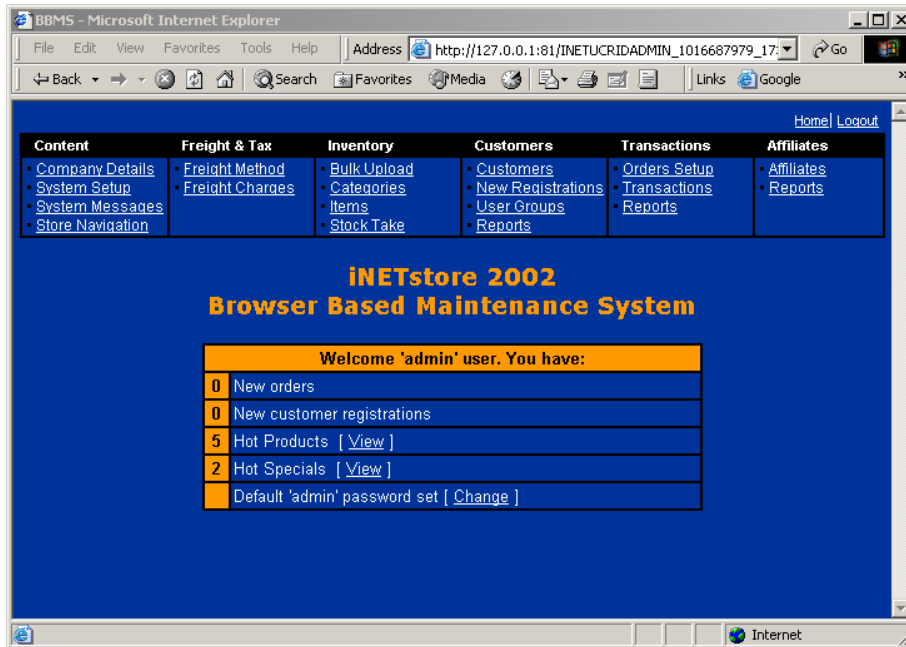 BBMS - Microsoft Internet Explorer
File Edit View Favorites Tools Help Address http://127.0.0.1:81/INETUCRIDADMIN_1016687979_17: Go
Back Search Favorites Media Links Google »
Home| Logout
Content Freight & Tax Inventory Customers Transactions Affiliates
Company Details Freight Method Bulk Upload Customers Orders Setup Affiliates
System Setup Freight Charges Categories New Registrations Transactions Reports
System Messages Items User Groups Reports
Store Navigation Stock Take Reports
iNETstore 2002
Browser Based Maintenance System
Welcome 'admin' user. You have:
0 New orders
0 New customer registrations
5 Hot Products [ View ]
2 Hot Specials [ View ]
Default 'admin' password set [ Change ]
Internet